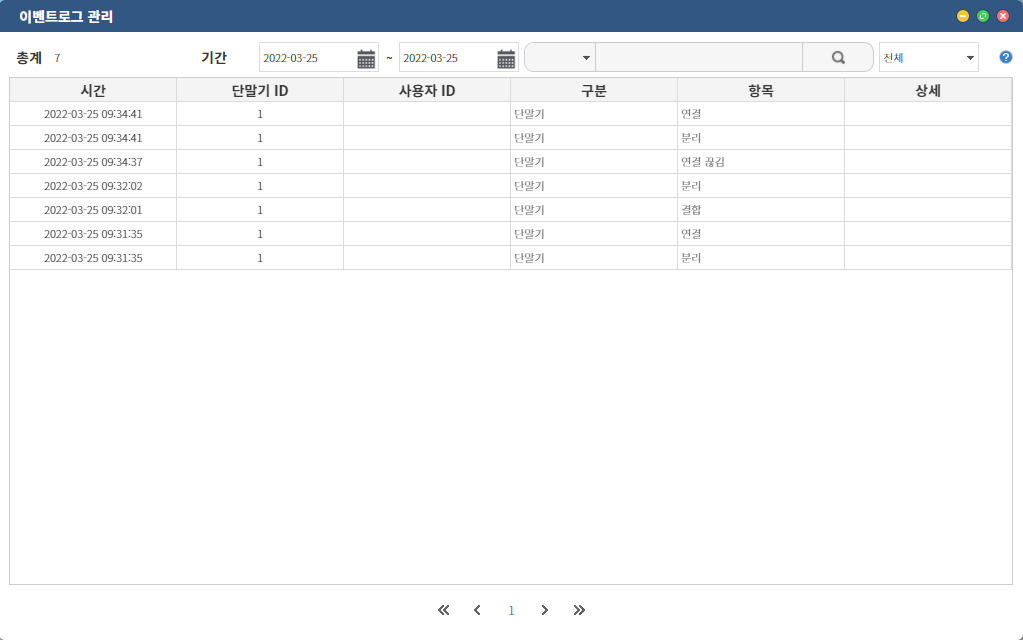 이벤트로그 관리
총계 7 기간 2022-03-25 ~ 2022-03-25 전체 ?
시간 단말기 ID 사용자 ID 구분 항목 상세
2022-03-25 09:34:41 1 단말기 연결
2022-03-25 09:34:41 1 단말기 분리
2022-03-25 09:34:37 1 단말기 연결 끊김
2022-03-25 09:32:02 1 단말기 분리
2022-03-25 09:32:01 1 단말기 결합
2022-03-25 09:31:35 1 단말기 연결
2022-03-25 09:31:35 1 단말기 분리
1